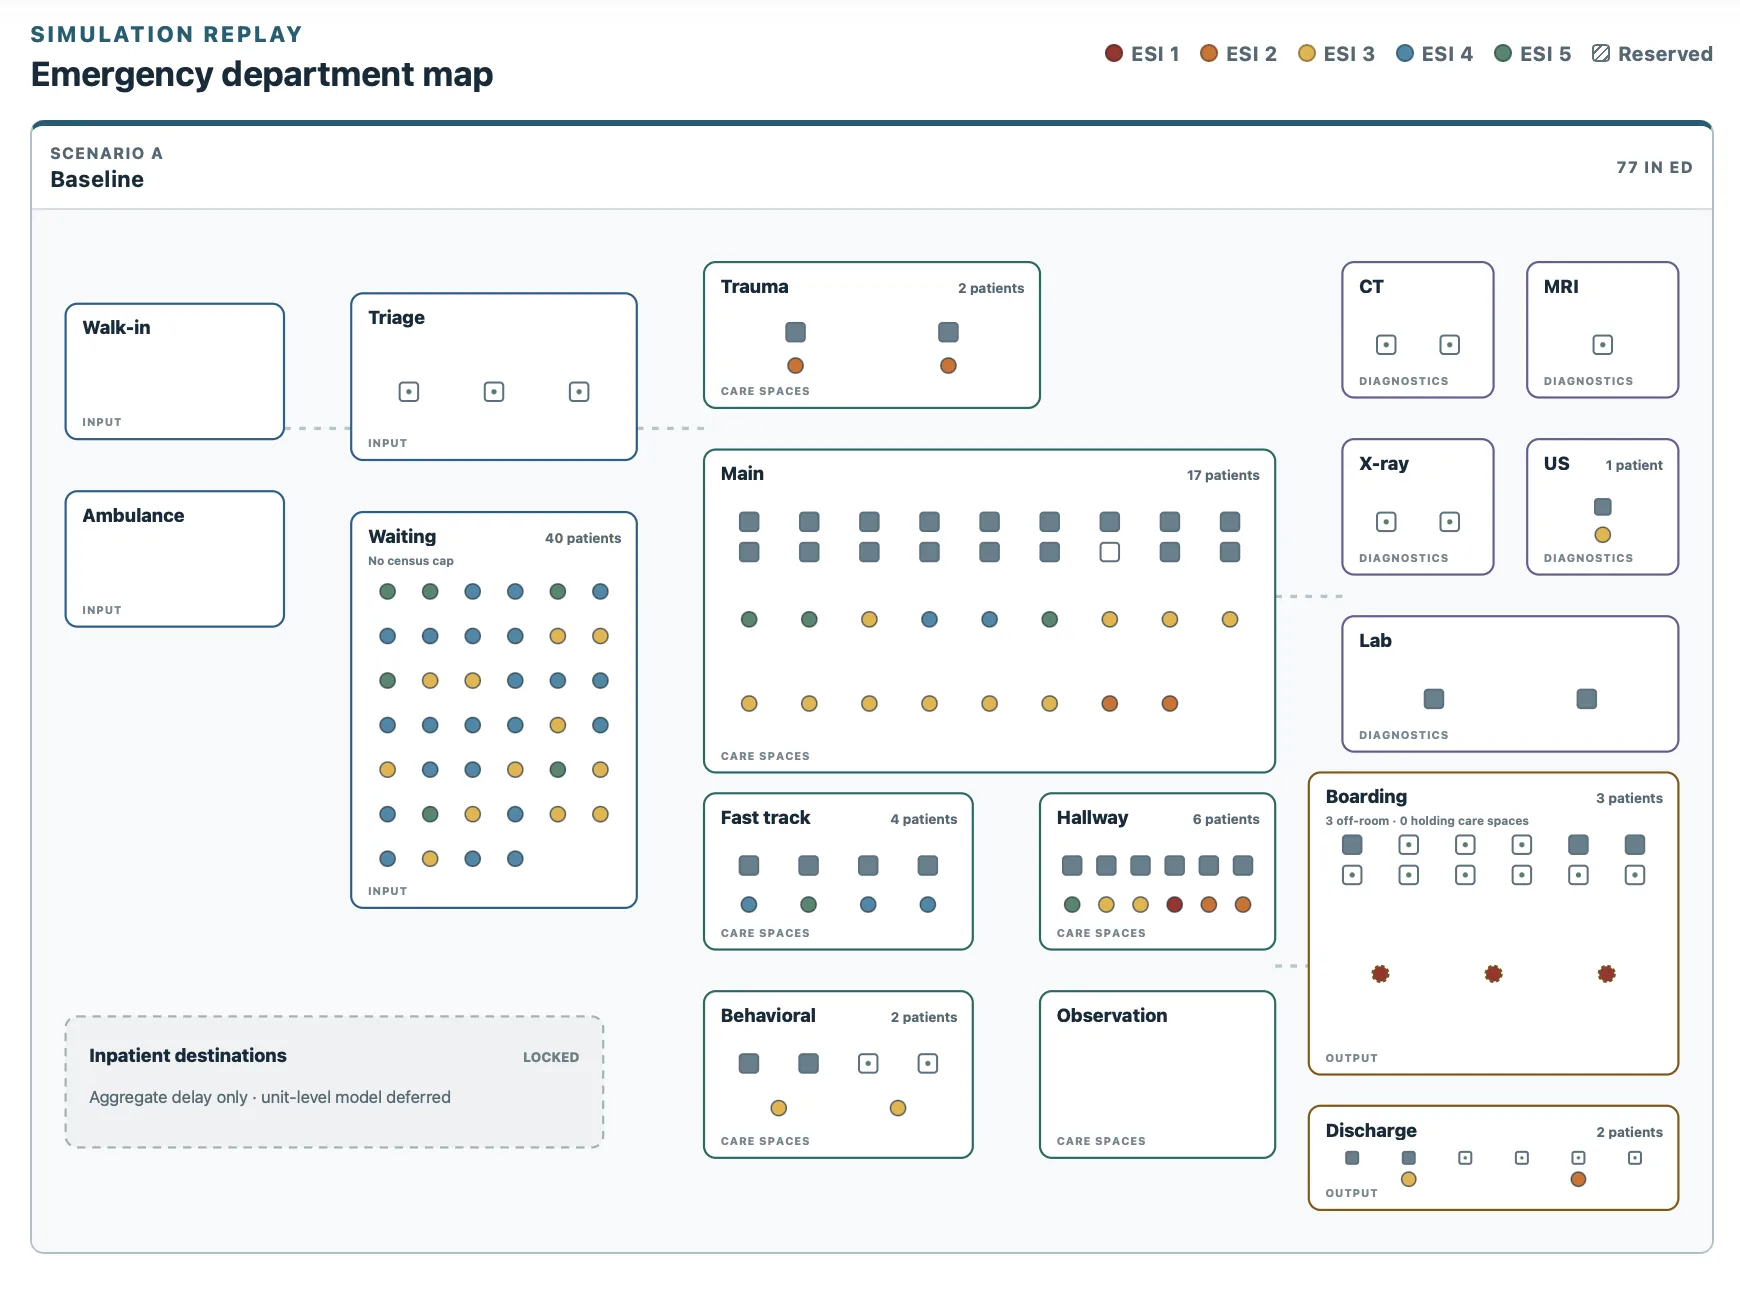 SIMULATION REPLAY
Emergency department map
ESI 1 ESI 2 ESI 3 ESI 4 ESI 5 Reserved
SCENARIO A
Baseline
77 IN ED
Walk-in
INPUT
Ambulance
INPUT
Triage
INPUT
Waiting 40 patients
No census cap
INPUT
Trauma 2 patients
CARE SPACES
Main 17 patients
CARE SPACES
Fast track 4 patients
CARE SPACES
Hallway 6 patients
CARE SPACES
Behavioral 2 patients
CARE SPACES
Observation
CARE SPACES
CT
DIAGNOSTICS
MRI
DIAGNOSTICS
X-ray
DIAGNOSTICS
US 1 patient
DIAGNOSTICS
Lab
DIAGNOSTICS
Boarding 3 patients
3 off-room · 0 holding care spaces
OUTPUT
Discharge 2 patients
OUTPUT
Inpatient destinations LOCKED
Aggregate delay only · unit-level model deferred